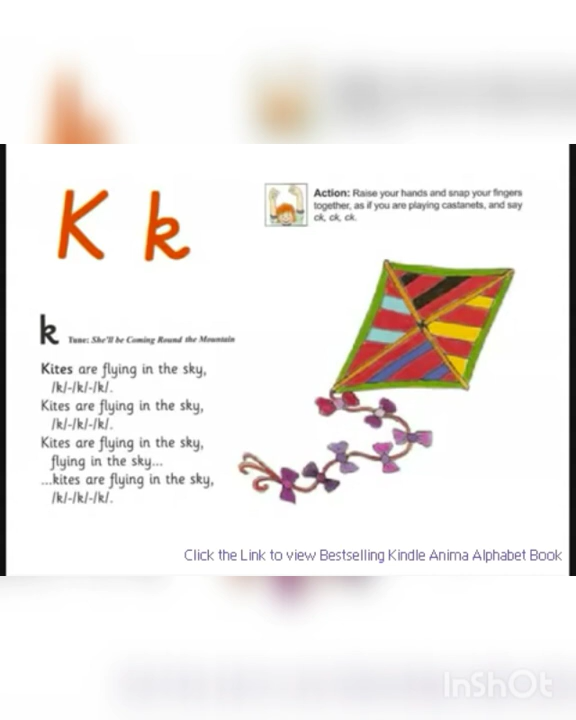 K k
Action: Raise your hands and snap your fingers
together, as if you are playing castanets, and say
ck, ck, ck.
k Tune: She'll be Coming Round the Mountain
Kites are flying in the sky,
/k/-/k/-/k/.
Kites are flying in the sky,
/k/-/k/-/k/.
Kites are flying in the sky,
flying in the sky...
...kites are flying in the sky,
/k/-/k/-/k/.
Click the Link to view Bestselling Kindle Anima Alphabet Book
InShOt